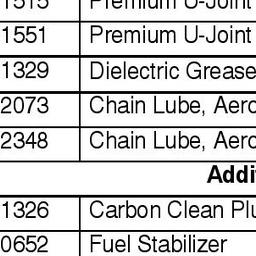 1515 Premium U-Joint
1551 Premium U-Joint
1329 Dielectric Grease
2073 Chain Lube, Aero
2348 Chain Lube, Aero
Addi
1326 Carbon Clean Plu
0652 Fuel Stabilizer